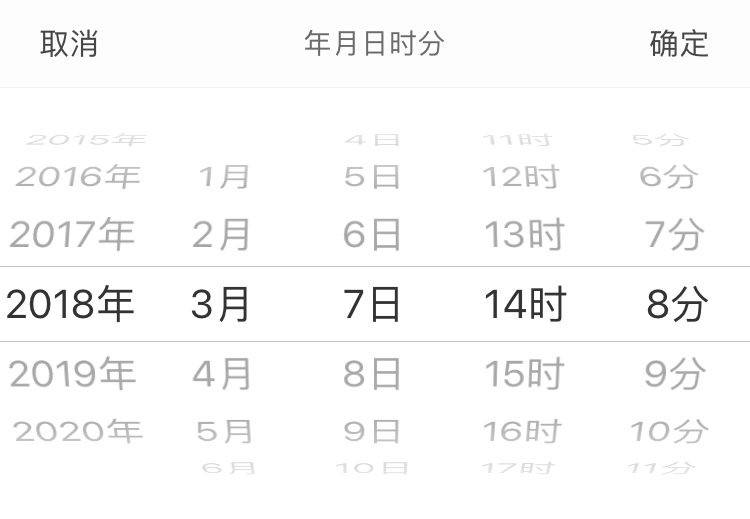 取消 年月日时分 确定
2015年 4日 11时 5分
2016年 1月 5日 12时 6分
2017年 2月 6日 13时 7分
2018年 3月 7日 14时 8分
2019年 4月 8日 15时 9分
2020年 5月 9日 16时 10分
6月 10日 17时 11分